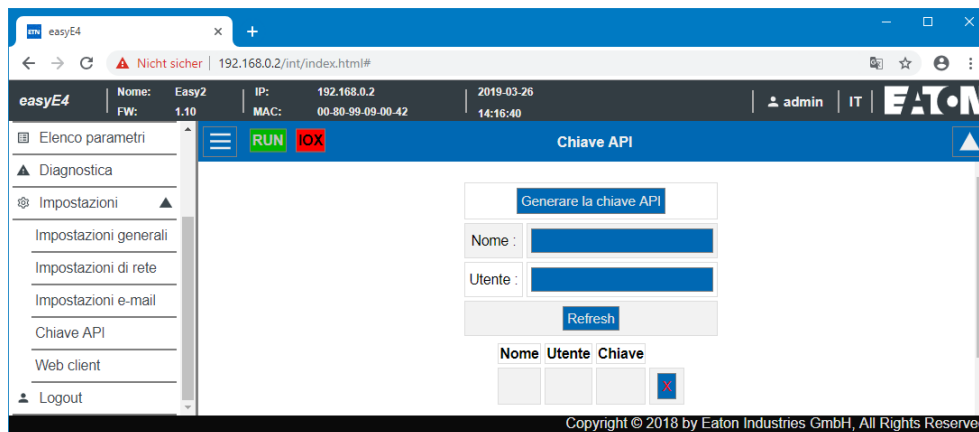 ETN easyE4
Nicht sicher | 192.168.0.2/int/index.html#
easyE4
Name: Easy2
FW: 1.10
IP: 192.168.0.2
MAC: 00-80-99-09-00-42
2019-03-26
14:16:40
admin
IT
EATON
Elenco parametri
Diagnostica
Impostazioni
Impostazioni generali
Impostazioni di rete
Impostazioni e-mail
Chiave API
Web client
Logout
RUN IOX
Chiave API
Generare la chiave API
Nome :
Utente :
Refresh
Nome Utente Chiave
X
Copyright © 2018 by Eaton Industries GmbH, All Rights Reserve